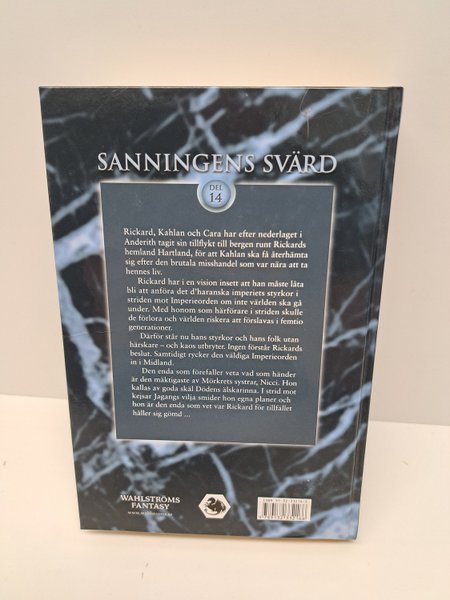 SANNINGENS SVÄRD
DEL
14
Rickard, Kahlan och Cara har efter nederlaget i
Anderith tagit sin tillflykt till bergen runt Rickards
hemland Hartland, för att Kahlan ska få återhämta
sig efter den brutala misshandel som var nära att ta
hennes liv.
Rickard har i en vision insett att han måste låta
bli att anföra det d'haranska imperiets styrkor i
striden mot Imperieorden om inte världen ska gå
under. Med honom som härförare i striden skulle
de förlora och världen riskera att förslavas i femtio
generationer.
Därför står nu hans styrkor och hans folk utan
härskare – och kaos utbryter. Ingen förstår Rickards
beslut. Samtidigt rycker den väldiga Imperieorden
in i Midland.
Den enda som förefaller veta vad som händer
är den mäktigaste av Mörkrets systrar, Nicci. Hon
kallas av goda skäl Dödens älskarinna. I strid mot
kejsar Jagangs vilja smider hon egna planer och
hon är den enda som vet var Rickard för tillfället
håller sig gömd ...
WAHLSTRÖMS
FANTASY